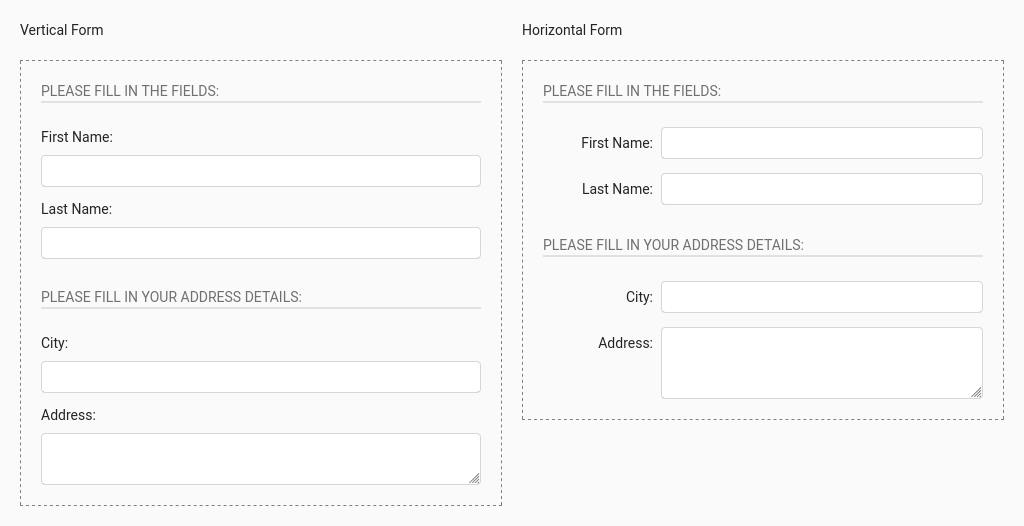 Vertical Form
PLEASE FILL IN THE FIELDS:
First Name:
Last Name:
PLEASE FILL IN YOUR ADDRESS DETAILS:
City:
Address:
Horizontal Form
PLEASE FILL IN THE FIELDS:
First Name:
Last Name:
PLEASE FILL IN YOUR ADDRESS DETAILS:
City:
Address: